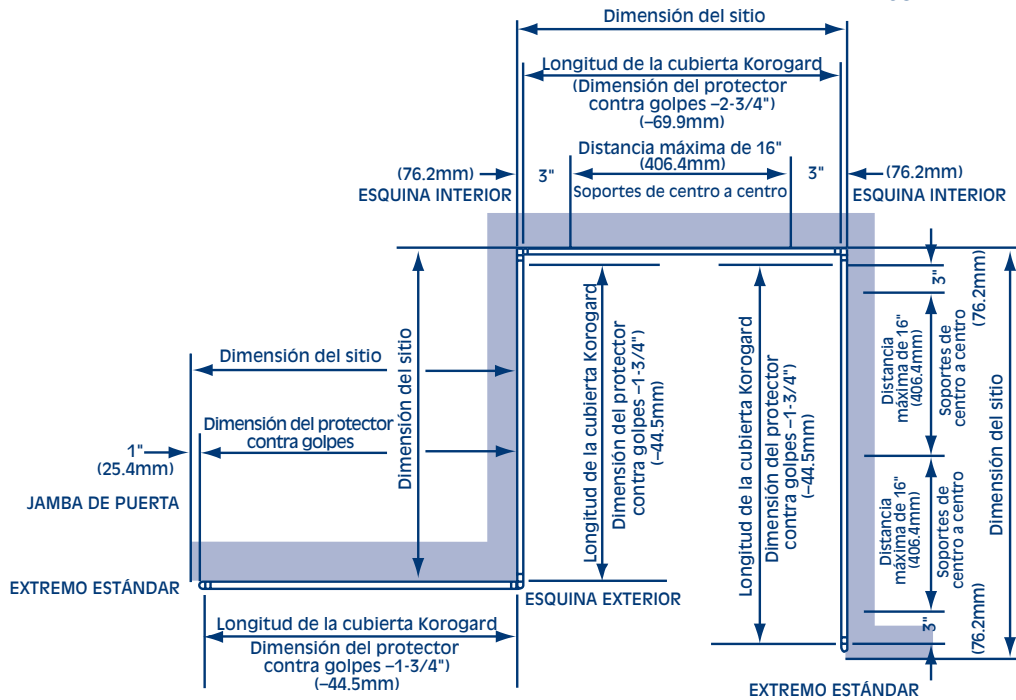 Dimensión del sitio
Longitud de la cubierta Korogard
(Dimensión del protector
contra golpes –2-3/4")
(–69.9mm)
Distancia máxima de 16"
(406.4mm)
Soportes de centro a centro
(76.2mm)
3"
ESQUINA INTERIOR
3"
(76.2mm)
ESQUINA INTERIOR
Dimensión del sitio
Dimensión del protector
contra golpes
1"
(25.4mm)
JAMBA DE PUERTA
EXTREMO ESTÁNDAR
Dimensión del sitio
Longitud de la cubierta Korogard
Dimensión del protector
contra golpes –1-3/4")
(–44.5mm)
ESQUINA EXTERIOR
Longitud de la cubierta Korogard
Dimensión del protector
contra golpes –1-3/4")
(–44.5mm)
Longitud de la cubierta Korogard
Dimensión del protector
contra golpes –1-3/4")
(–44.5mm)
3"
(76.2mm)
Distancia
máxima de 16"
(406.4mm)
Soportes de
centro a centro
Distancia
máxima de 16"
(406.4mm)
Soportes de
centro a centro
3"
(76.2mm)
Dimensión del sitio
EXTREMO ESTÁNDAR